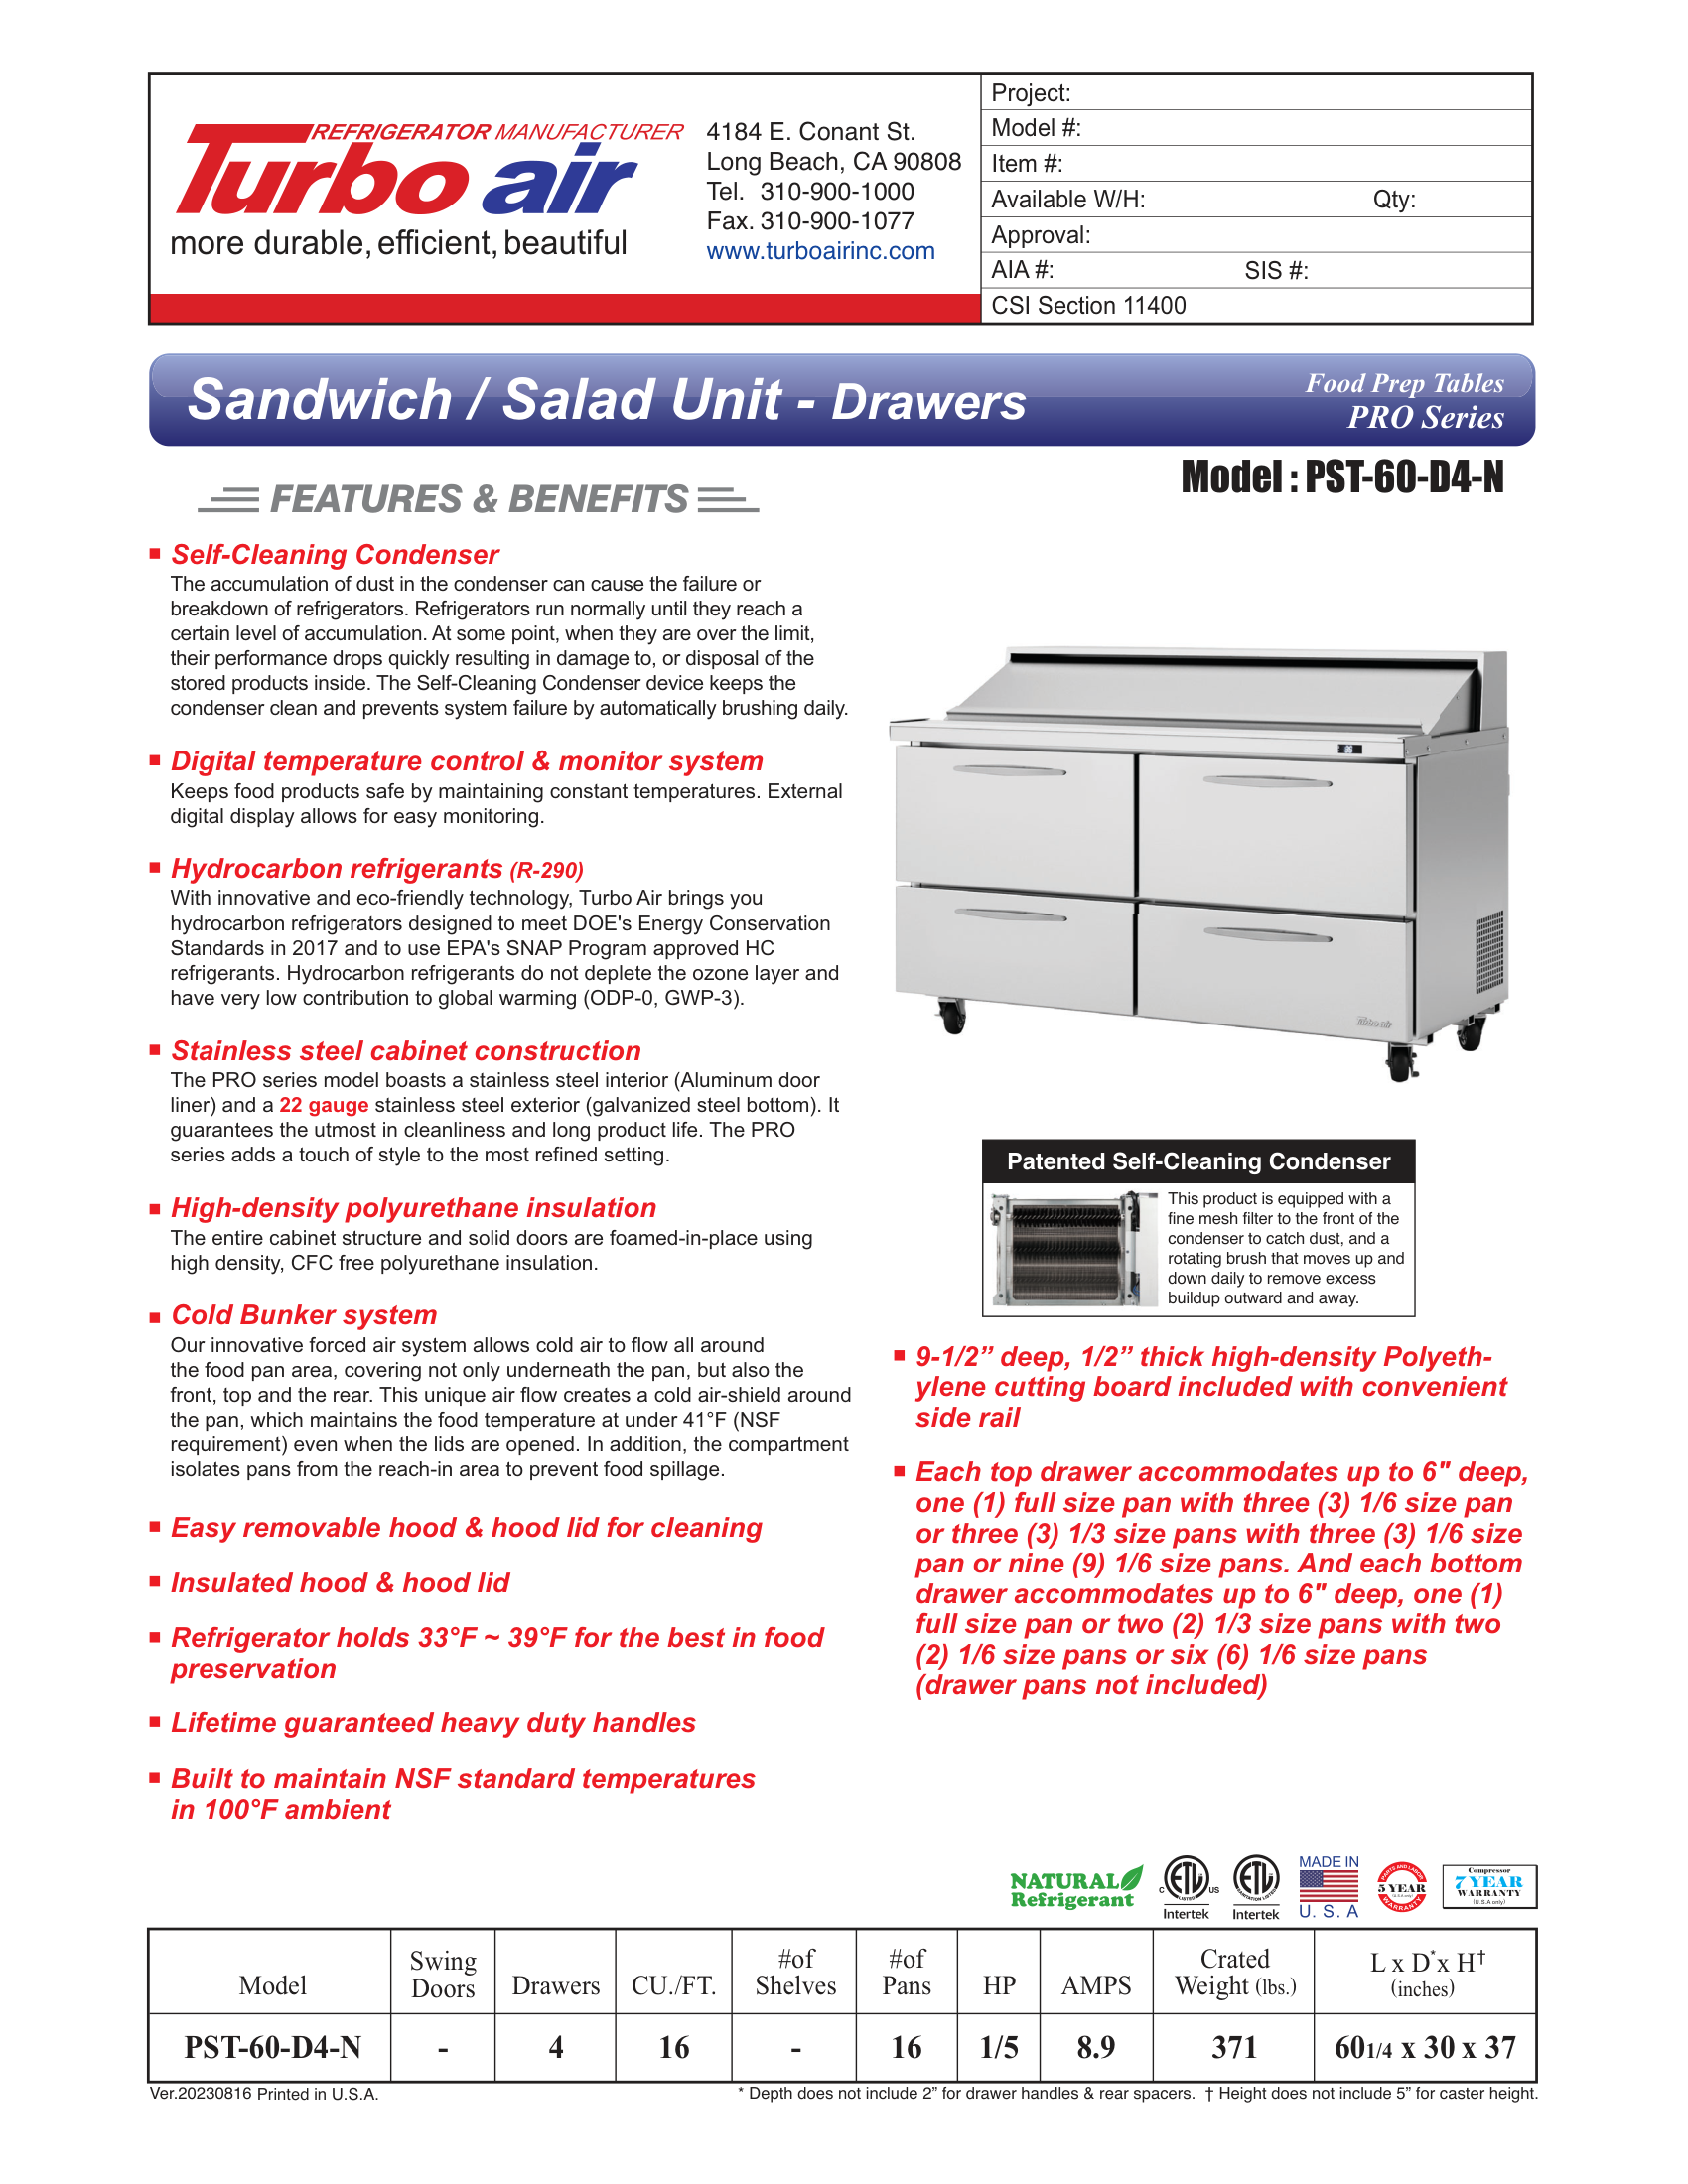 REFRIGERATOR MANUFACTURER
Turbo air
more durable, efficient, beautiful
4184 E. Conant St.
Long Beach, CA 90808
Tel. 310-900-1000
Fax. 310-900-1077
www.turboairinc.com
Project:
Model #:
Item #:
Available W/H: Qty:
Approval:
AIA #: SIS #:
CSI Section 11400
Sandwich / Salad Unit - Drawers
Food Prep Tables
PRO Series
Model : PST-60-D4-N
FEATURES & BENEFITS
Self-Cleaning Condenser
The accumulation of dust in the condenser can cause the failure or
breakdown of refrigerators. Refrigerators run normally until they reach a
certain level of accumulation. At some point, when they are over the limit,
their performance drops quickly resulting in damage to, or disposal of the
stored products inside. The Self-Cleaning Condenser device keeps the
condenser clean and prevents system failure by automatically brushing daily.
Digital temperature control & monitor system
Keeps food products safe by maintaining constant temperatures. External
digital display allows for easy monitoring.
Hydrocarbon refrigerants (R-290)
With innovative and eco-friendly technology, Turbo Air brings you
hydrocarbon refrigerators designed to meet DOE's Energy Conservation
Standards in 2017 and to use EPA's SNAP Program approved HC
refrigerants. Hydrocarbon refrigerants do not deplete the ozone layer and
have very low contribution to global warming (ODP-0, GWP-3).
Stainless steel cabinet construction
The PRO series model boasts a stainless steel interior (Aluminum door
liner) and a 22 gauge stainless steel exterior (galvanized steel bottom). It
guarantees the utmost in cleanliness and long product life. The PRO
series adds a touch of style to the most refined setting.
High-density polyurethane insulation
The entire cabinet structure and solid doors are foamed-in-place using
high density, CFC free polyurethane insulation.
Cold Bunker system
Our innovative forced air system allows cold air to flow all around
the food pan area, covering not only underneath the pan, but also the
front, top and the rear. This unique air flow creates a cold air-shield around
the pan, which maintains the food temperature at under 41°F (NSF
requirement) even when the lids are opened. In addition, the compartment
isolates pans from the reach-in area to prevent food spillage.
Easy removable hood & hood lid for cleaning
Insulated hood & hood lid
Refrigerator holds 33°F ~ 39°F for the best in food
preservation
Lifetime guaranteed heavy duty handles
Built to maintain NSF standard temperatures
in 100°F ambient
Turbo air
Patented Self-Cleaning Condenser
This product is equipped with a
fine mesh filter to the front of the
condenser to catch dust, and a
rotating brush that moves up and
down daily to remove excess
buildup outward and away.
9-1/2” deep, 1/2” thick high-density Polyeth-
ylene cutting board included with convenient
side rail
Each top drawer accommodates up to 6" deep,
one (1) full size pan with three (3) 1/6 size pan
or three (3) 1/3 size pans with three (3) 1/6 size
pan or nine (9) 1/6 size pans. And each bottom
drawer accommodates up to 6" deep, one (1)
full size pan or two (2) 1/3 size pans with two
(2) 1/6 size pans or six (6) 1/6 size pans
(drawer pans not included)
NATURAL
Refrigerant
C ETL US
LISTED
Intertek
ETL
SANITATION LISTED
Intertek
MADE IN
U. S. A
PARTS AND LABOR
5 YEAR
(U.S.A only)
WARRANTY
Compressor
7 YEAR
WARRANTY
(U.S.A only)
Model Swing Doors Drawers CU./FT. #of Shelves #of Pans HP AMPS Crated Weight (lbs.) L x D* x H† (inches)
PST-60-D4-N - 4 16 - 16 1/5 8.9 371 60 1/4 x 30 x 37
Ver.20230816 Printed in U.S.A.
* Depth does not include 2” for drawer handles & rear spacers. † Height does not include 5” for caster height.